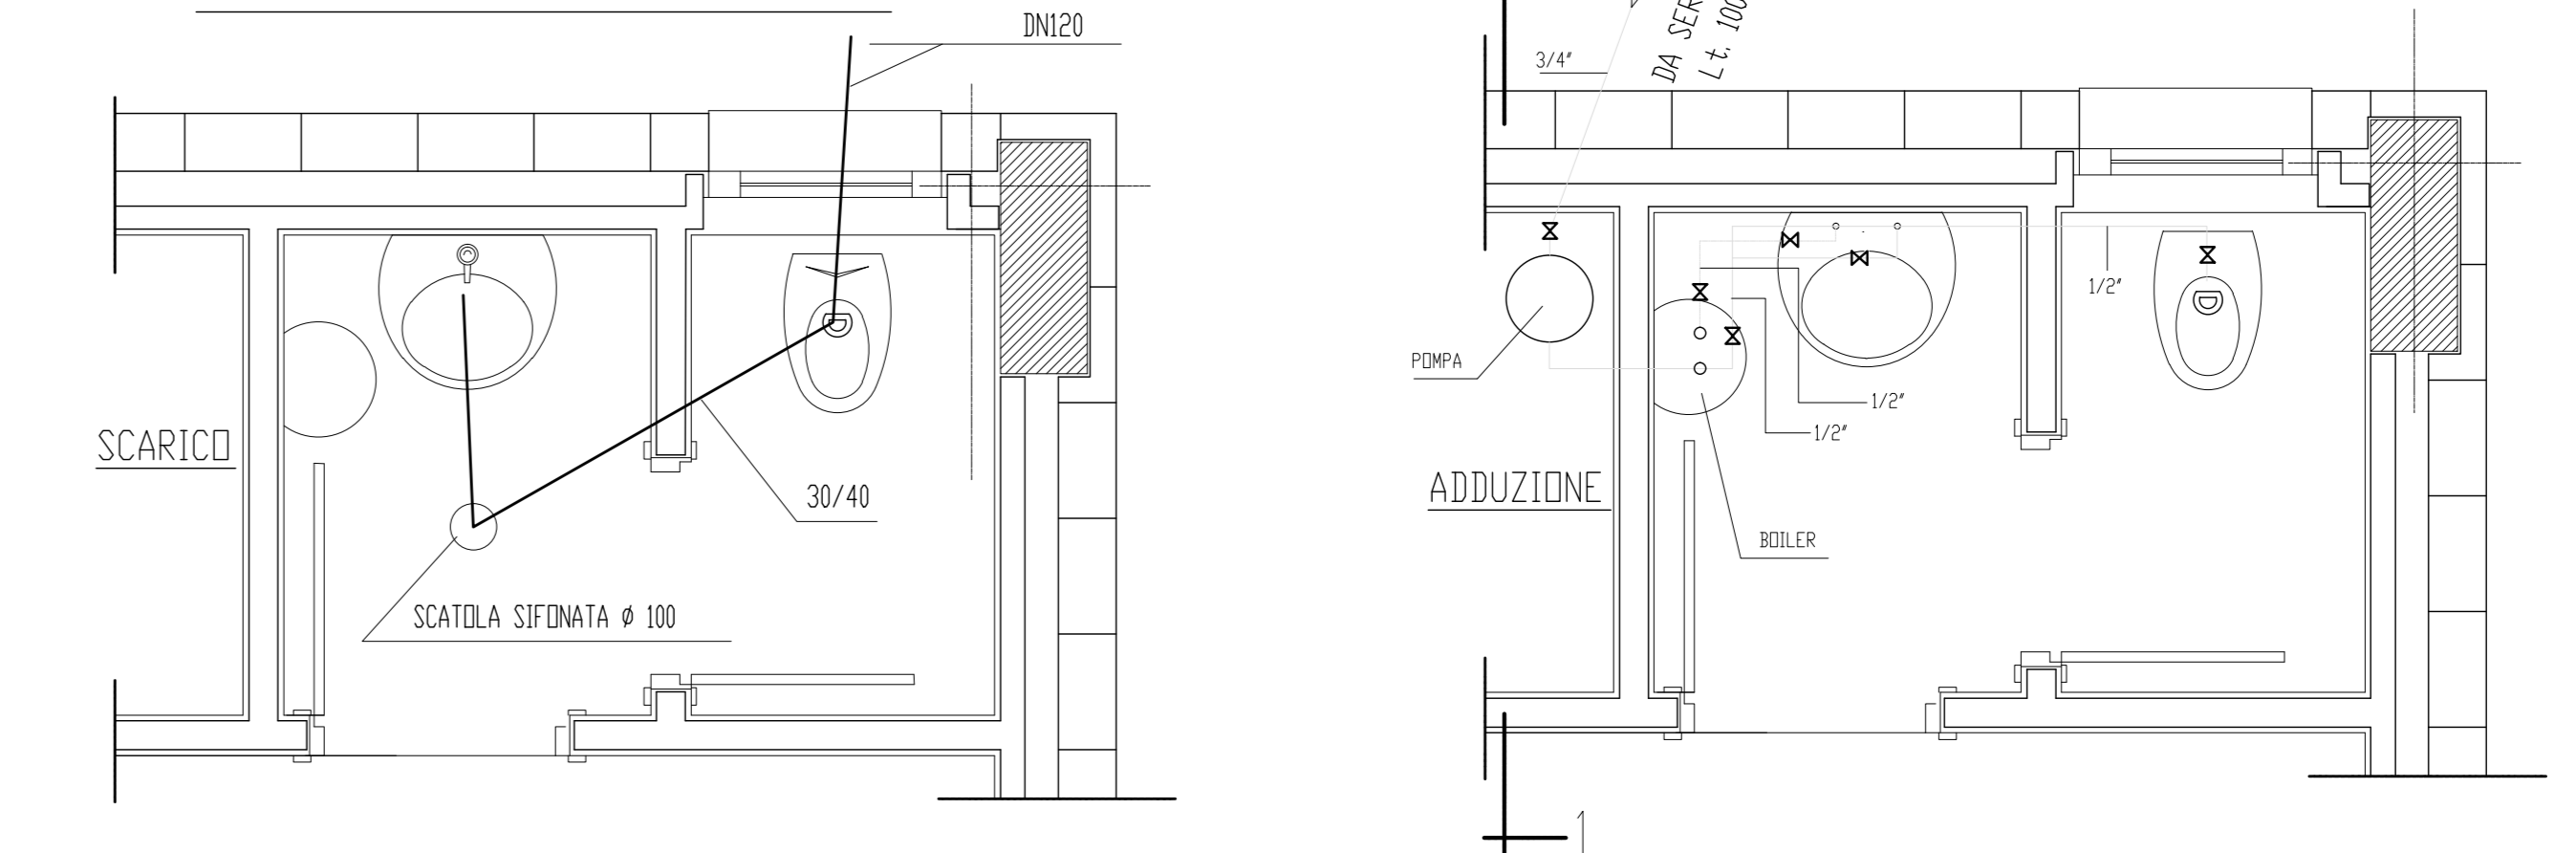 DN120
SCARICO
30/40
SCATOLA SIFONATA Ø 100
3/4"
DA SER
Lt. 100
POMPA
1/2"
1/2"
1/2"
ADDUZIONE
BOILER
1